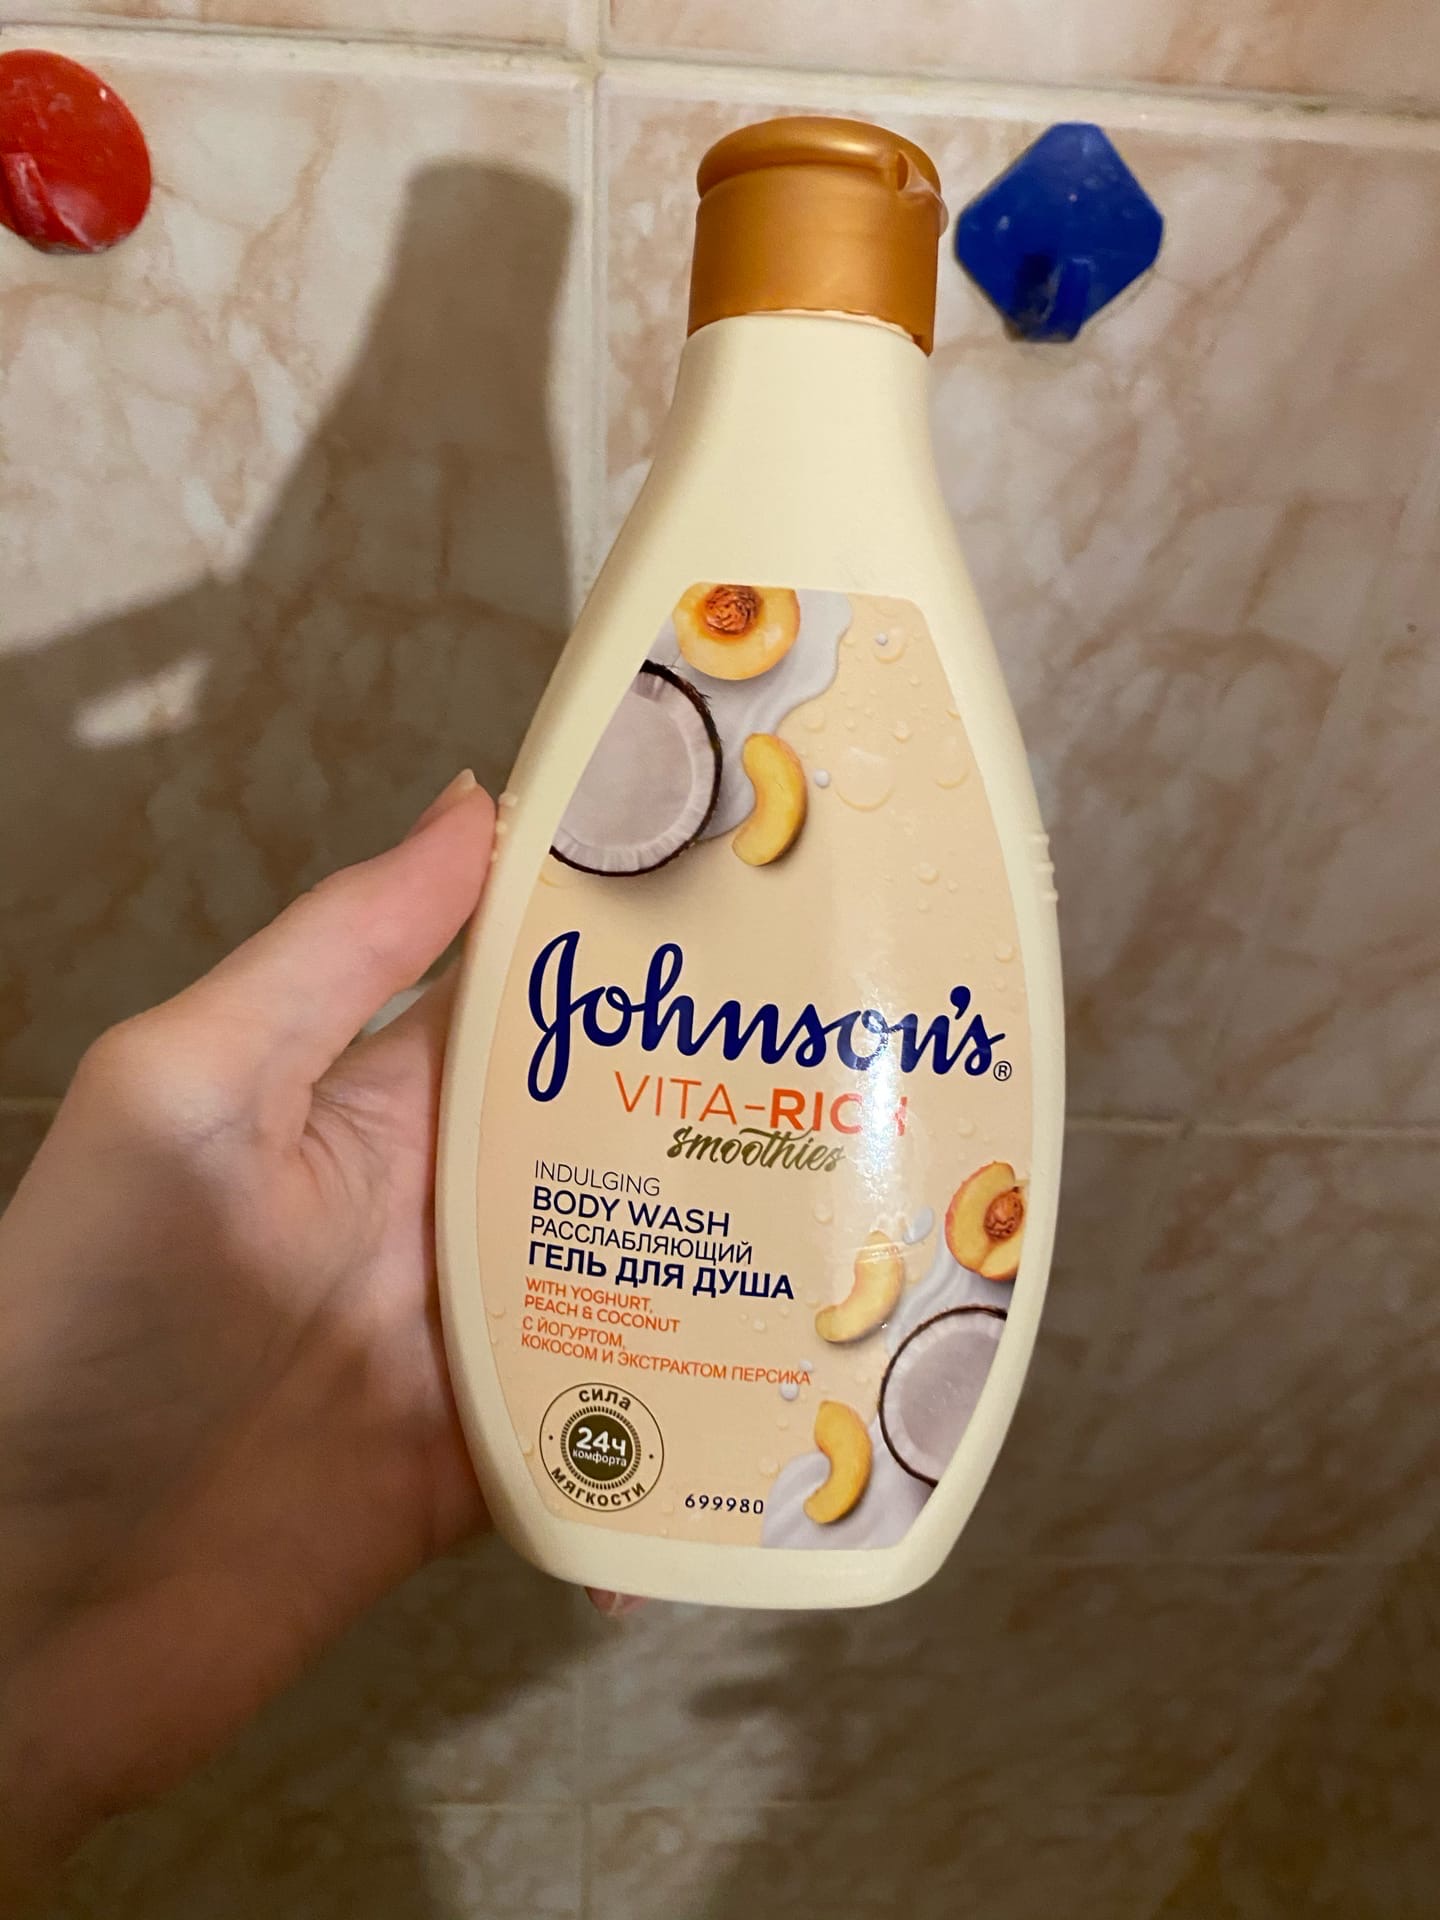 Johnson's®
VITA-RICH
smoothies
INDULGING
BODY WASH
РАССЛАБЛЯЮЩИЙ
ГЕЛЬ ДЛЯ ДУША
WITH YOGHURT,
PEACH & COCONUT
С ЙОГУРТОМ,
КОКОСОМ И ЭКСТРАКТОМ ПЕРСИКА
СИЛА
24Ч
комфорта
МЯГКОСТИ
699980